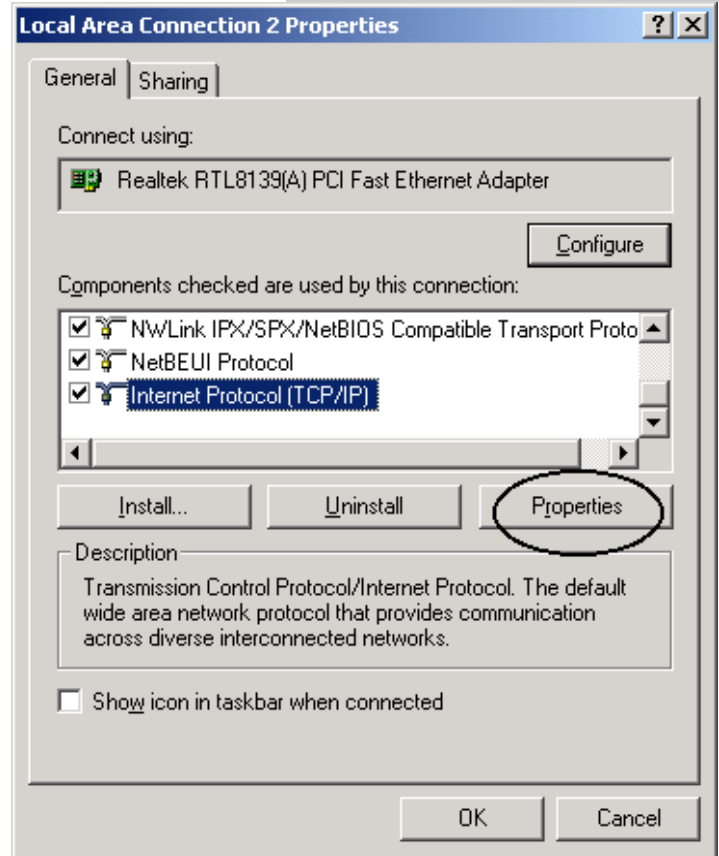 Local Area Connection 2 Properties
? X
General Sharing
Connect using:
Realtek RTL8139(A) PCI Fast Ethernet Adapter
Configure
Components checked are used by this connection:
NWLink IPX/SPX/NetBIOS Compatible Transport Proto
NetBEUI Protocol
Internet Protocol (TCP/IP)
Install... Uninstall Properties
Description
Transmission Control Protocol/Internet Protocol. The default
wide area network protocol that provides communication
across diverse interconnected networks.
Show icon in taskbar when connected
OK Cancel